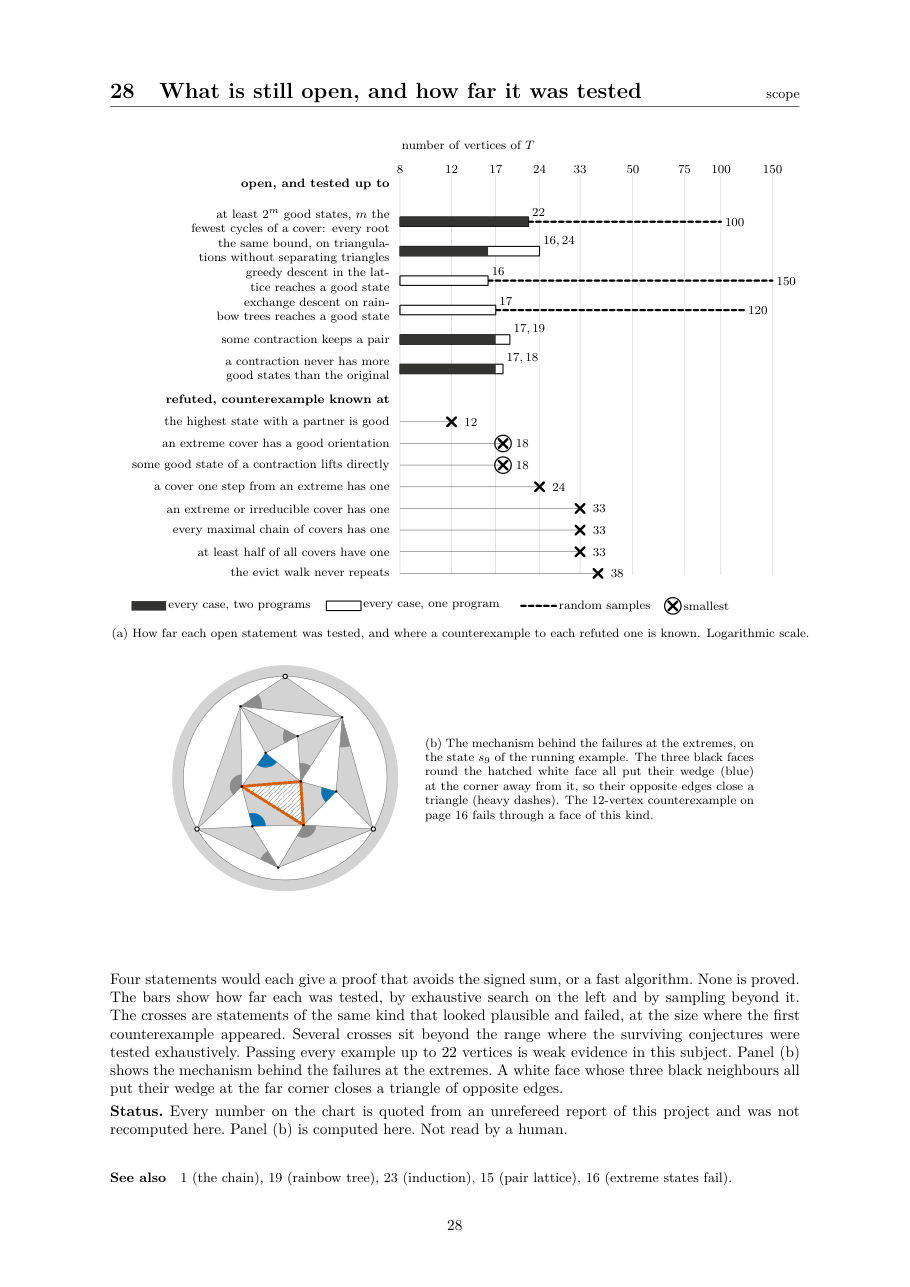 28 What is still open, and how far it was tested scope
number of vertices of T
8 12 17 24 33 50 75 100 150
open, and tested up to
at least 2^m good states, m the
fewest cycles of a cover: every root
22
100
the same bound, on triangula-
tions without separating triangles
16, 24
greedy descent in the lat-
tice reaches a good state
16
150
exchange descent on rain-
bow trees reaches a good state
17
120
some contraction keeps a pair
17, 19
a contraction never has more
good states than the original
17, 18
refuted, counterexample known at
the highest state with a partner is good 12
an extreme cover has a good orientation 18
some good state of a contraction lifts directly 18
a cover one step from an extreme has one 24
an extreme or irreducible cover has one 33
every maximal chain of covers has one 33
at least half of all covers have one 33
the evict walk never repeats 38
every case, two programs every case, one program random samples smallest
(a) How far each open statement was tested, and where a counterexample to each refuted one is known. Logarithmic scale.
(b) The mechanism behind the failures at the extremes, on
the state s9 of the running example. The three black faces
round the hatched white face all put their wedge (blue)
at the corner away from it, so their opposite edges close a
triangle (heavy dashes). The 12-vertex counterexample on
page 16 fails through a face of this kind.
Four statements would each give a proof that avoids the signed sum, or a fast algorithm. None is proved.
The bars show how far each was tested, by exhaustive search on the left and by sampling beyond it.
The crosses are statements of the same kind that looked plausible and failed, at the size where the first
counterexample appeared. Several crosses sit beyond the range where the surviving conjectures were
tested exhaustively. Passing every example up to 22 vertices is weak evidence in this subject. Panel (b)
shows the mechanism behind the failures at the extremes. A white face whose three black neighbours all
put their wedge at the far corner closes a triangle of opposite edges.
Status. Every number on the chart is quoted from an unrefereed report of this project and was not
recomputed here. Panel (b) is computed here. Not read by a human.
See also 1 (the chain), 19 (rainbow tree), 23 (induction), 15 (pair lattice), 16 (extreme states fail).
28